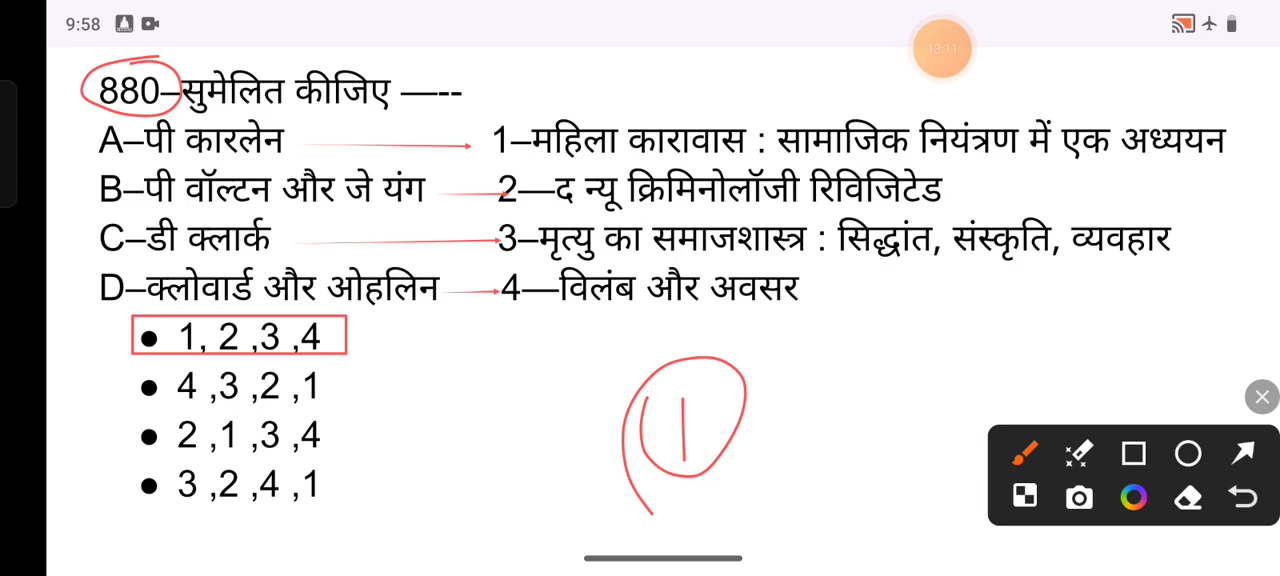 9:58
13:11
880–सुमेलित कीजिए —--
A–पी कारलेन 1–महिला कारावास : सामाजिक नियंत्रण में एक अध्ययन
B–पी वॉल्टन और जे यंग 2—द न्यू क्रिमिनोलॉजी रिविजिटेड
C–डी क्लार्क 3–मृत्यु का समाजशास्त्र : सिद्धांत, संस्कृति, व्यवहार
D–क्लोवार्ड और ओहलिन 4—विलंब और अवसर
● 1, 2 ,3 ,4
● 4 ,3 ,2 ,1
● 2 ,1 ,3 ,4
● 3 ,2 ,4 ,1
1